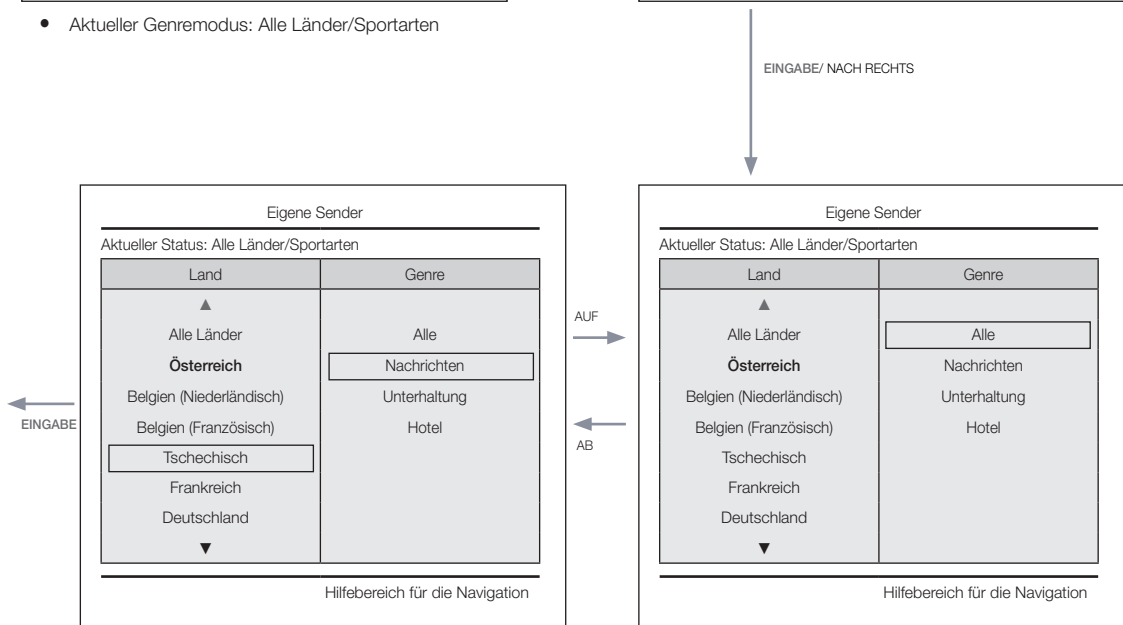 • Aktueller Genremodus: Alle Länder/Sportarten
EINGABE/ NACH RECHTS
Eigene Sender
Aktueller Status: Alle Länder/Sportarten
Land Genre
▲
Alle Länder Alle
Österreich Nachrichten
Belgien (Niederländisch) Unterhaltung
Belgien (Französisch) Hotel
Tschechisch
Frankreich
Deutschland
▼
Hilfebereich für die Navigation
EINGABE
AUF
AB
Eigene Sender
Aktueller Status: Alle Länder/Sportarten
Land Genre
▲
Alle Länder Alle
Österreich Nachrichten
Belgien (Niederländisch) Unterhaltung
Belgien (Französisch) Hotel
Tschechisch
Frankreich
Deutschland
▼
Hilfebereich für die Navigation